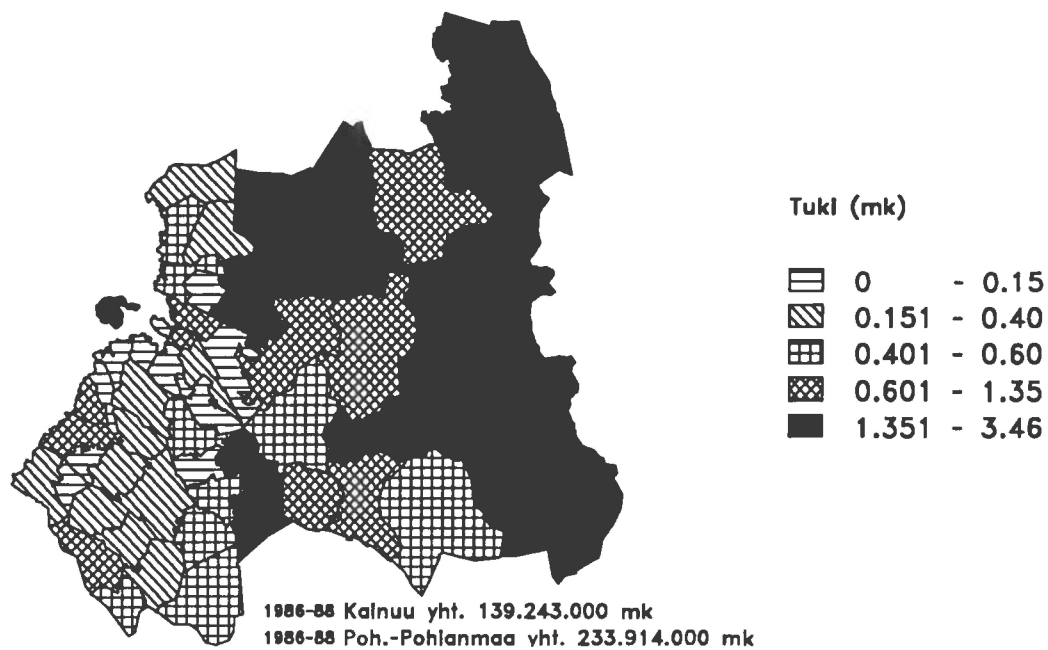 Tuki (mk)
0 - 0.15
0.151 - 0.40
0.401 - 0.60
0.601 - 1.35
1.351 - 3.46
1986-88 Kainuu yht. 139.243.000 mk
1986-88 Poh.-Pohlanmaa yht. 233.914.000 mk